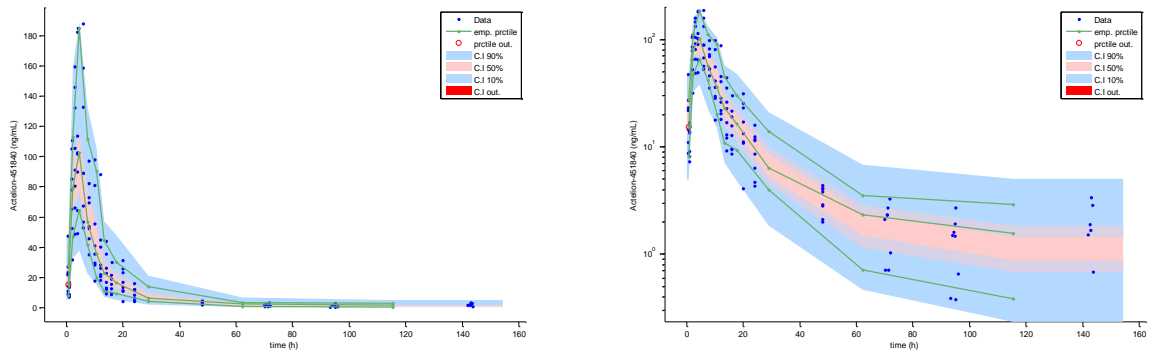 200
180
160
140
120
100
80
60
40
20
0
0
20
40
60
80
100
120
140
160
time (h)
Actelion-451840 (ng/mL)
Data
emp. prctile
prctile out.
C.I 90%
C.I 50%
C.I 10%
C.I out.
10²
10¹
10⁰
0
20
40
60
80
100
120
140
160
time (h)
Actelion-451840 (ng/mL)
Data
emp. prctile
prctile out.
C.I 90%
C.I 50%
C.I 10%
C.I out.